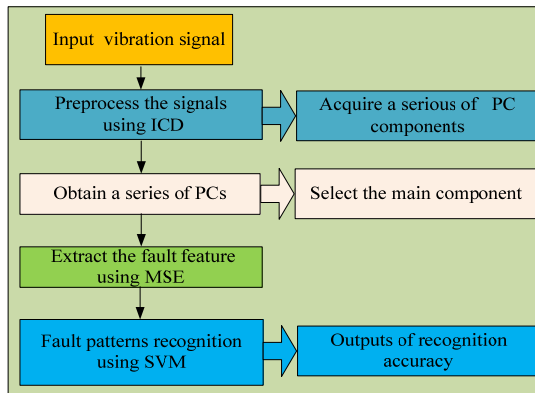 Input vibration signal
Preprocess the signals
using ICD
Acquire a serious of PC
components
Obtain a series of PCs
Select the main component
Extract the fault feature
using MSE
Fault patterns recognition
using SVM
Outputs of recognition
accuracy